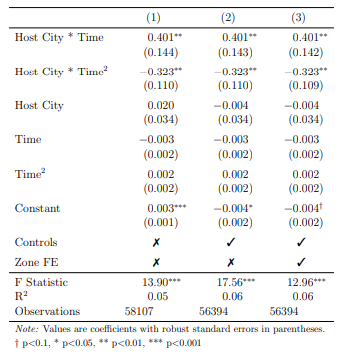 (1) (2) (3)
Host City * Time 0.401** 0.401** 0.401**
(0.144) (0.143) (0.142)
Host City * Time² −0.323** −0.323** −0.323**
(0.110) (0.110) (0.109)
Host City 0.020 −0.004 −0.004
(0.034) (0.034) (0.034)
Time −0.003 −0.003 −0.003
(0.002) (0.002) (0.002)
Time² 0.002 0.002 0.002
(0.002) (0.002) (0.002)
Constant 0.003*** −0.004* −0.004†
(0.001) (0.002) (0.002)
Controls ✗ ✓ ✓
Zone FE ✗ ✗ ✓
F Statistic 13.90*** 17.56*** 12.96***
R² 0.05 0.06 0.06
Observations 58107 56394 56394
Note: Values are coefficients with robust standard errors in parentheses.
† p<0.1, * p<0.05, ** p<0.01, *** p<0.001